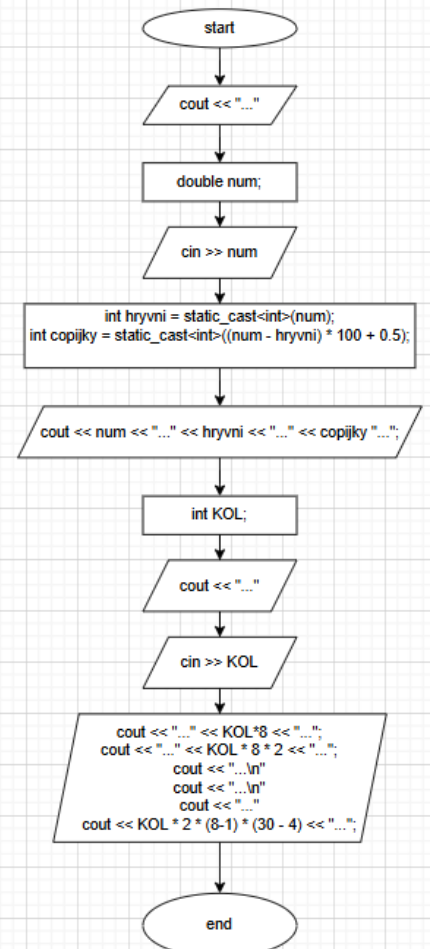 start
cout << "..."
double num;
cin >> num
int hryvni = static_cast<int>(num);
int copijky = static_cast<int>((num - hryvni) * 100 + 0.5);
cout << num << "..." << hryvni << "..." << copijky "...";
int KOL;
cout << "..."
cin >> KOL
cout << "..." << KOL*8 << "...";
cout << "..." << KOL * 8 * 2 << "...";
cout << "...\n"
cout << "...\n"
cout << "..."
cout << KOL * 2 * (8-1) * (30 - 4) << "...";
end